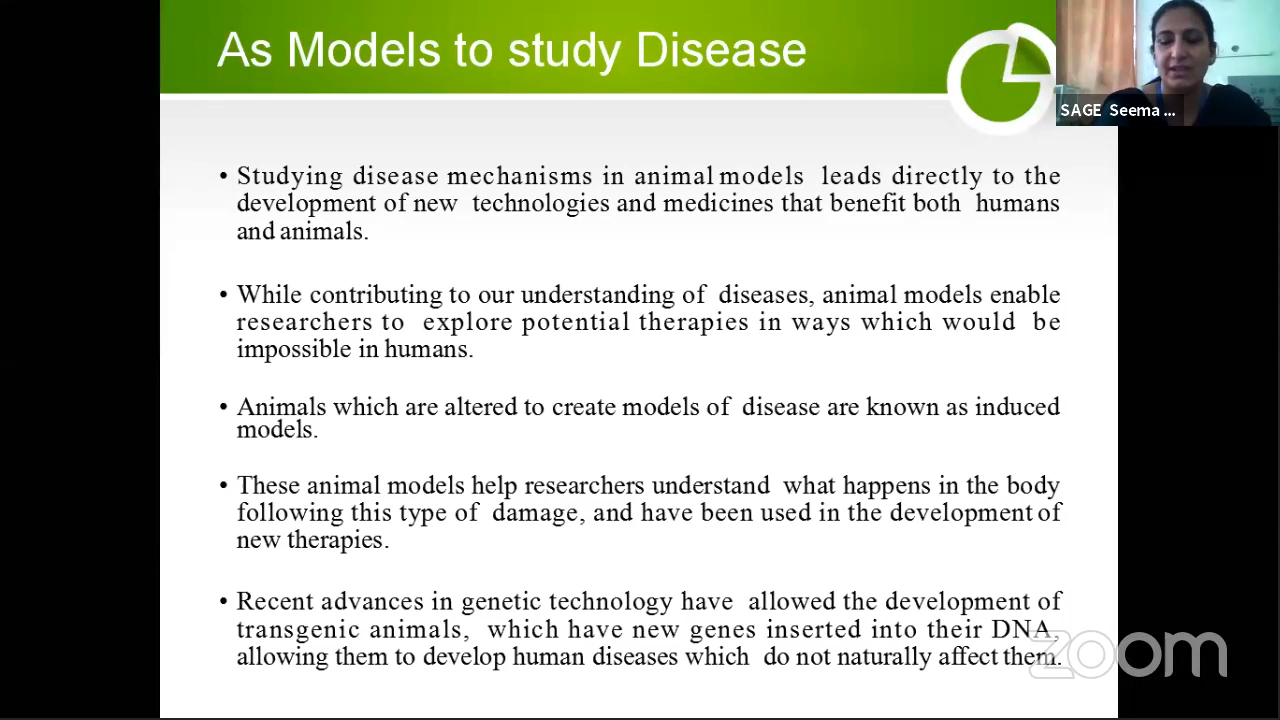 As Models to study Disease
SAGE Seema ...
• Studying disease mechanisms in animal models leads directly to the
development of new technologies and medicines that benefit both humans
and animals.
• While contributing to our understanding of diseases, animal models enable
researchers to explore potential therapies in ways which would be
impossible in humans.
• Animals which are altered to create models of disease are known as induced
models.
• These animal models help researchers understand what happens in the body
following this type of damage, and have been used in the development of
new therapies.
• Recent advances in genetic technology have allowed the development of
transgenic animals, which have new genes inserted into their DNA,
allowing them to develop human diseases which do not naturally affect them.
zoom